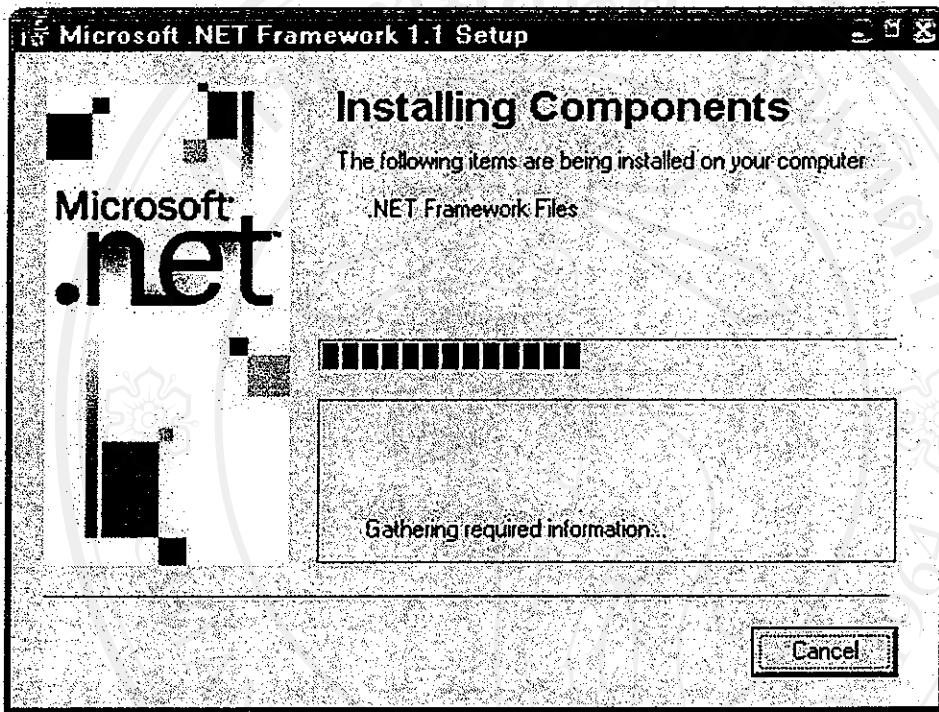 Microsoft .NET Framework 1.1 Setup
Installing Components
The following items are being installed on your computer
.NET Framework Files
Microsoft
.net
Gathering required information...
Cancel